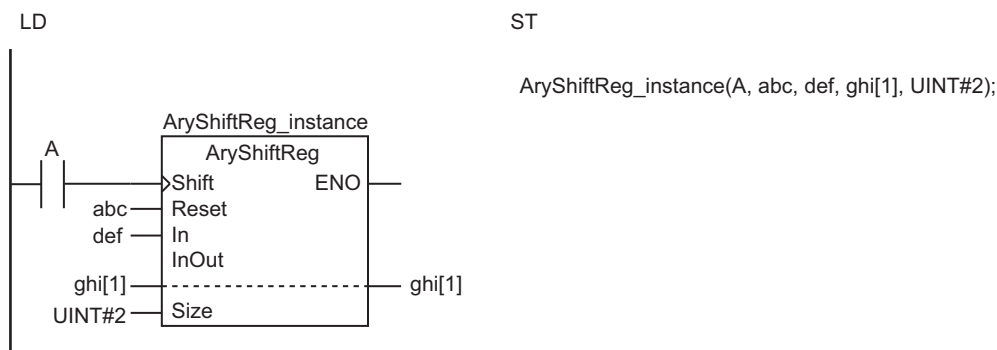 LD
ST
AryShiftReg_instance(A, abc, def, ghi[1], UINT#2);
AryShiftReg_instance
A
AryShiftReg
Shift ENO
abc Reset
def In
InOut
ghi[1] ghi[1]
UINT#2 Size